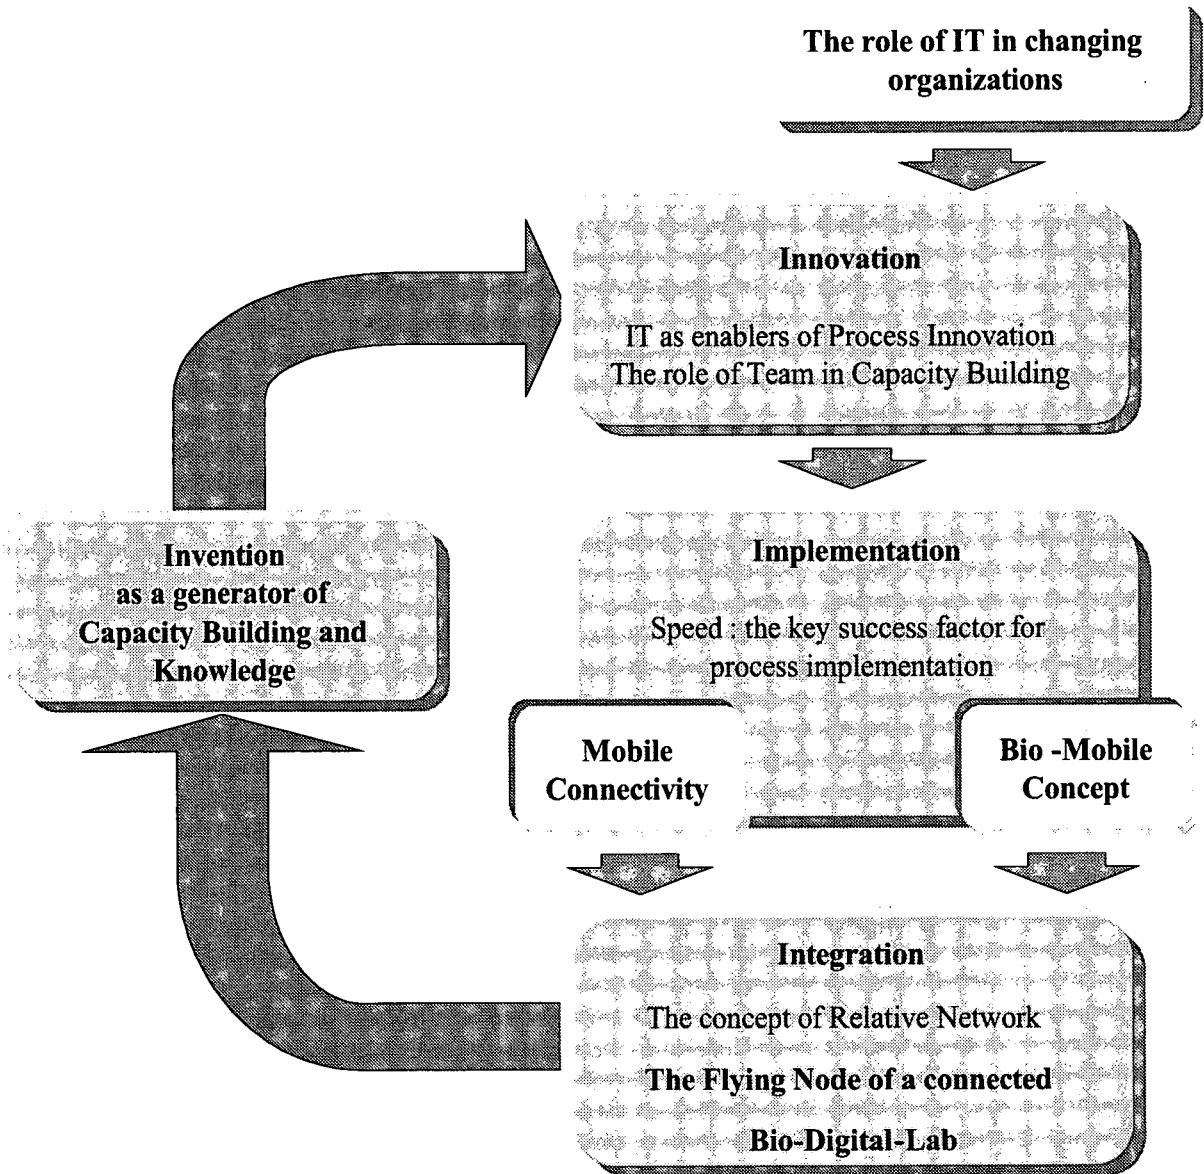 The role of IT in changing
organizations
Innovation
IT as enablers of Process Innovation
The role of Team in Capacity Building
Invention
as a generator of
Capacity Building and
Knowledge
Implementation
Speed : the key success factor for
process implementation
Mobile
Connectivity
Bio -Mobile
Concept
Integration
The concept of Relative Network
The Flying Node of a connected
Bio-Digital-Lab